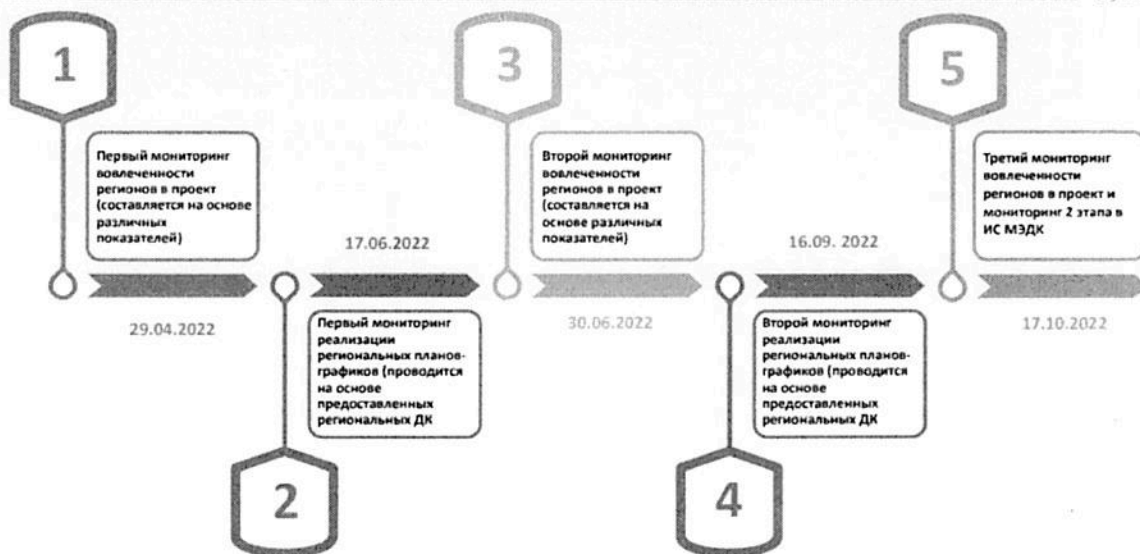 1
Первый мониторинг
вовлеченности
регионов в проект
(составляется на основе
различных
показателей)
29.04.2022
2
17.06.2022
Первый мониторинг
реализации
региональных планов-
графиков (проводится
на основе
предоставленных
региональных ДК
3
Второй мониторинг
вовлеченности
регионов в проект
(составляется на
основе различных
показателей)
30.06.2022
4
16.09. 2022
Второй мониторинг
реализации
региональных планов-
графиков (проводится
на основе
предоставленных
региональных ДК
5
Третий мониторинг
вовлеченности
регионов в проект и
мониторинг 2 этапа в
ИС МЭДК
17.10.2022